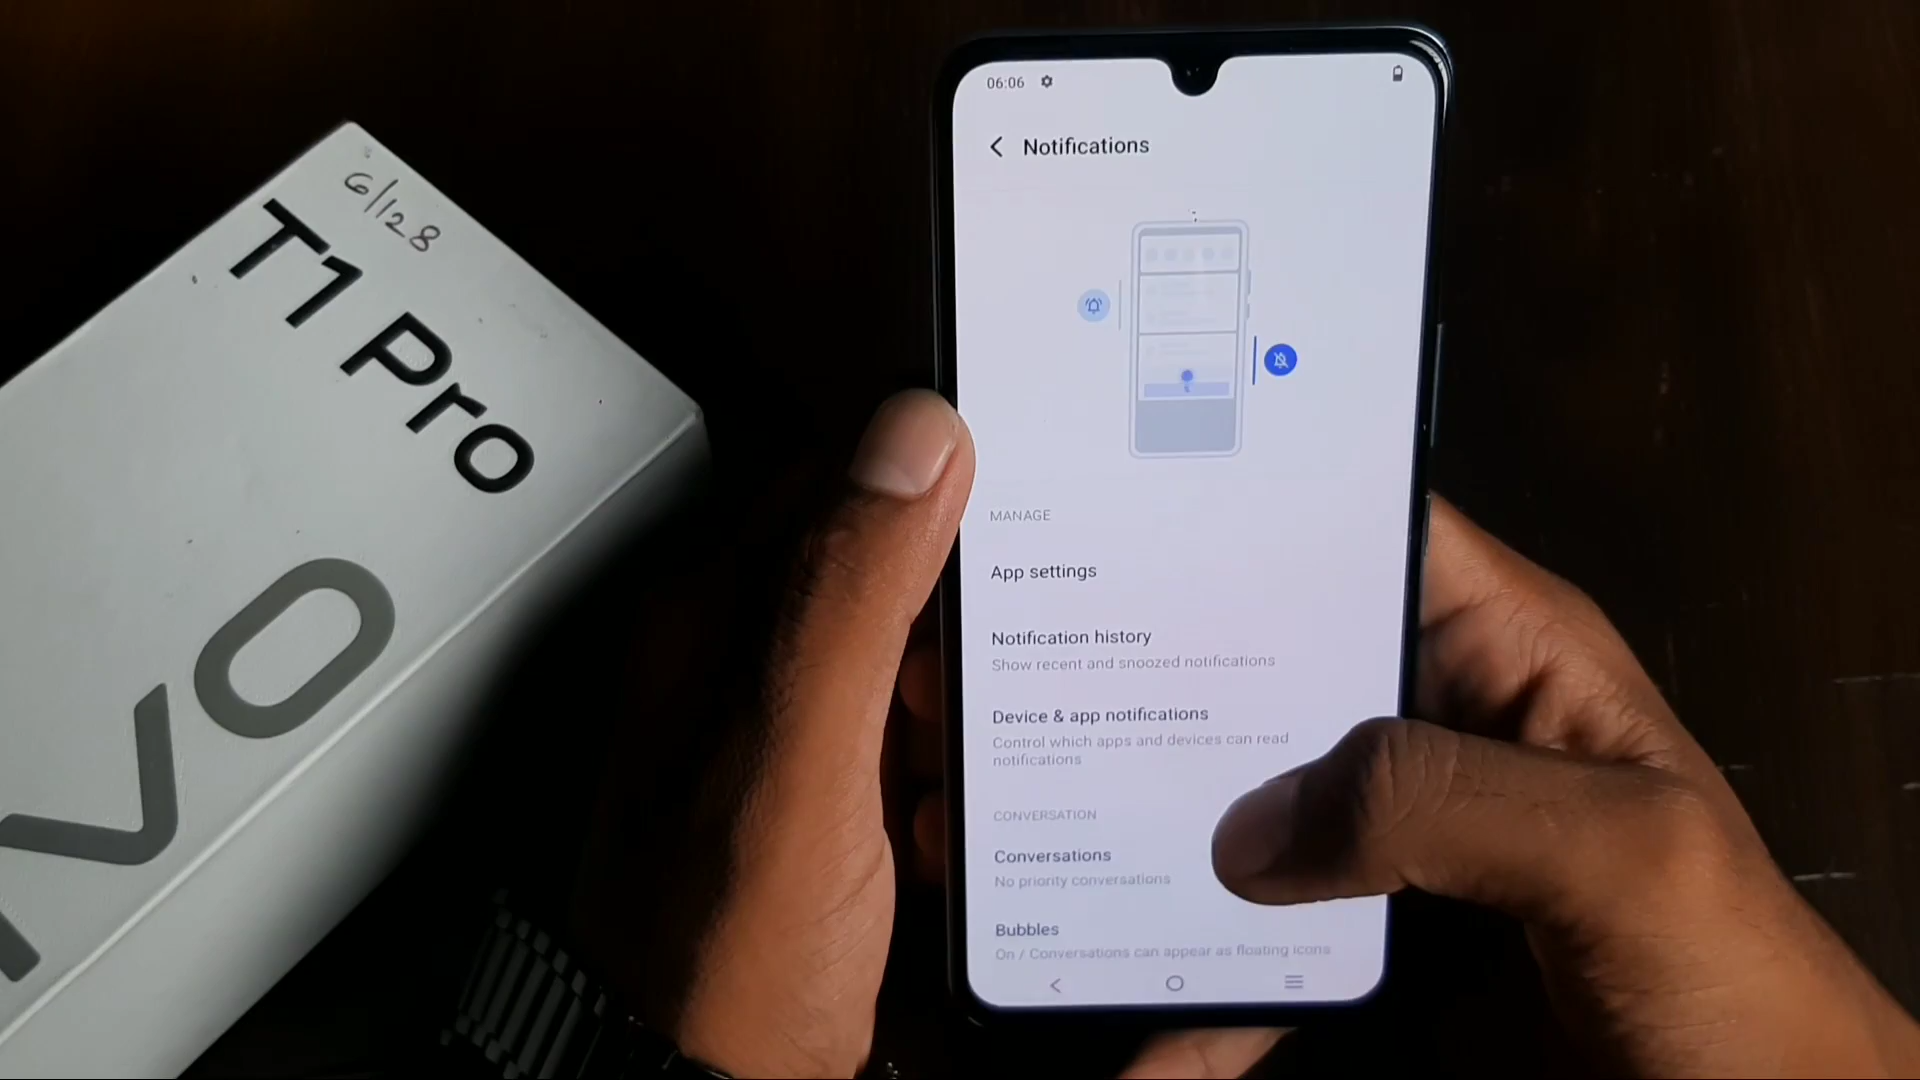 6/128
T1 Pro
vivo
06:06
Notifications
MANAGE
App settings
Notification history
Show recent and snoozed notifications
Device & app notifications
Control which apps and devices can read
notifications
CONVERSATION
Conversations
No priority conversations
Bubbles
On / Conversations can appear as floating icons